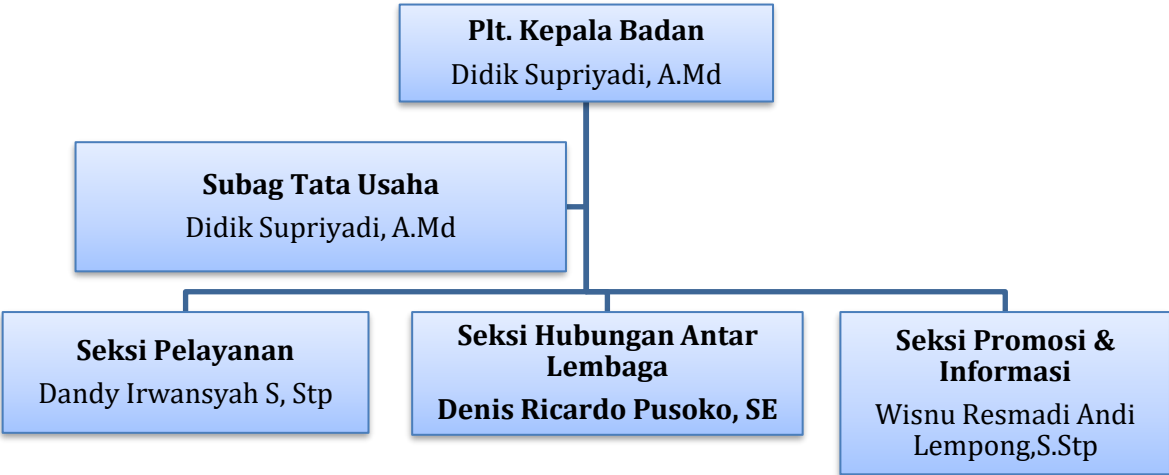 Plt. Kepala Badan
Didik Supriyadi, A.Md
Subag Tata Usaha
Didik Supriyadi, A.Md
Seksi Pelayanan
Dandy Irwansyah S, Stp
Seksi Hubungan Antar
Lembaga
Denis Ricardo Pusoko, SE
Seksi Promosi &
Informasi
Wisnu Resmadi Andi
Lempong,S.Stp